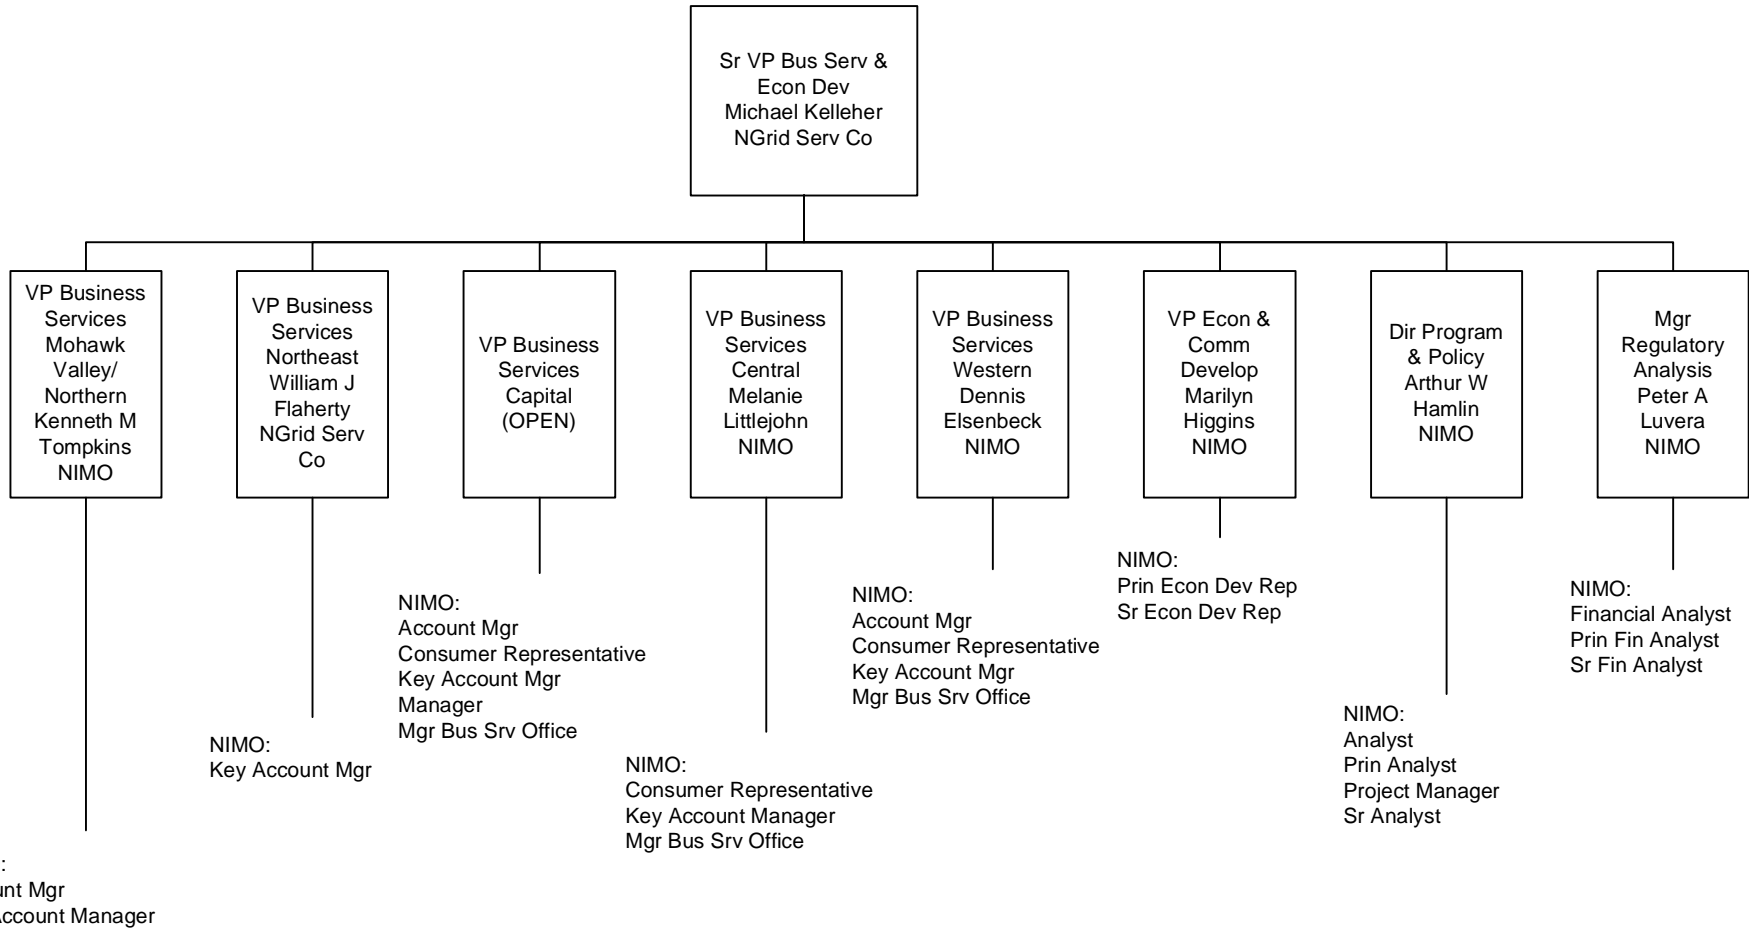 Sr VP Bus Serv &
Econ Dev
Michael Kelleher
NGrid Serv Co
VP Business
Services
Mohawk
Valley/
Northern
Kenneth M
Tompkins
NIMO
VP Business
Services
Northeast
William J
Flaherty
NGrid Serv
Co
VP Business
Services
Capital
(OPEN)
VP Business
Services
Central
Melanie
Littlejohn
NIMO
VP Business
Services
Western
Dennis
Elsenbeck
NIMO
VP Econ &
Comm
Develop
Marilyn
Higgins
NIMO
Dir Program
& Policy
Arthur W
Hamlin
NIMO
Mgr
Regulatory
Analysis
Peter A
Luvera
NIMO
:
Mgr
Account Manager
NIMO:
Key Account Mgr
NIMO:
Account Mgr
Consumer Representative
Key Account Mgr
Manager
Mgr Bus Srv Office
NIMO:
Consumer Representative
Key Account Manager
Mgr Bus Srv Office
NIMO:
Account Mgr
Consumer Representative
Key Account Mgr
Mgr Bus Srv Office
NIMO:
Prin Econ Dev Rep
Sr Econ Dev Rep
NIMO:
Analyst
Prin Analyst
Project Manager
Sr Analyst
NIMO:
Financial Analyst
Prin Fin Analyst
Sr Fin Analyst